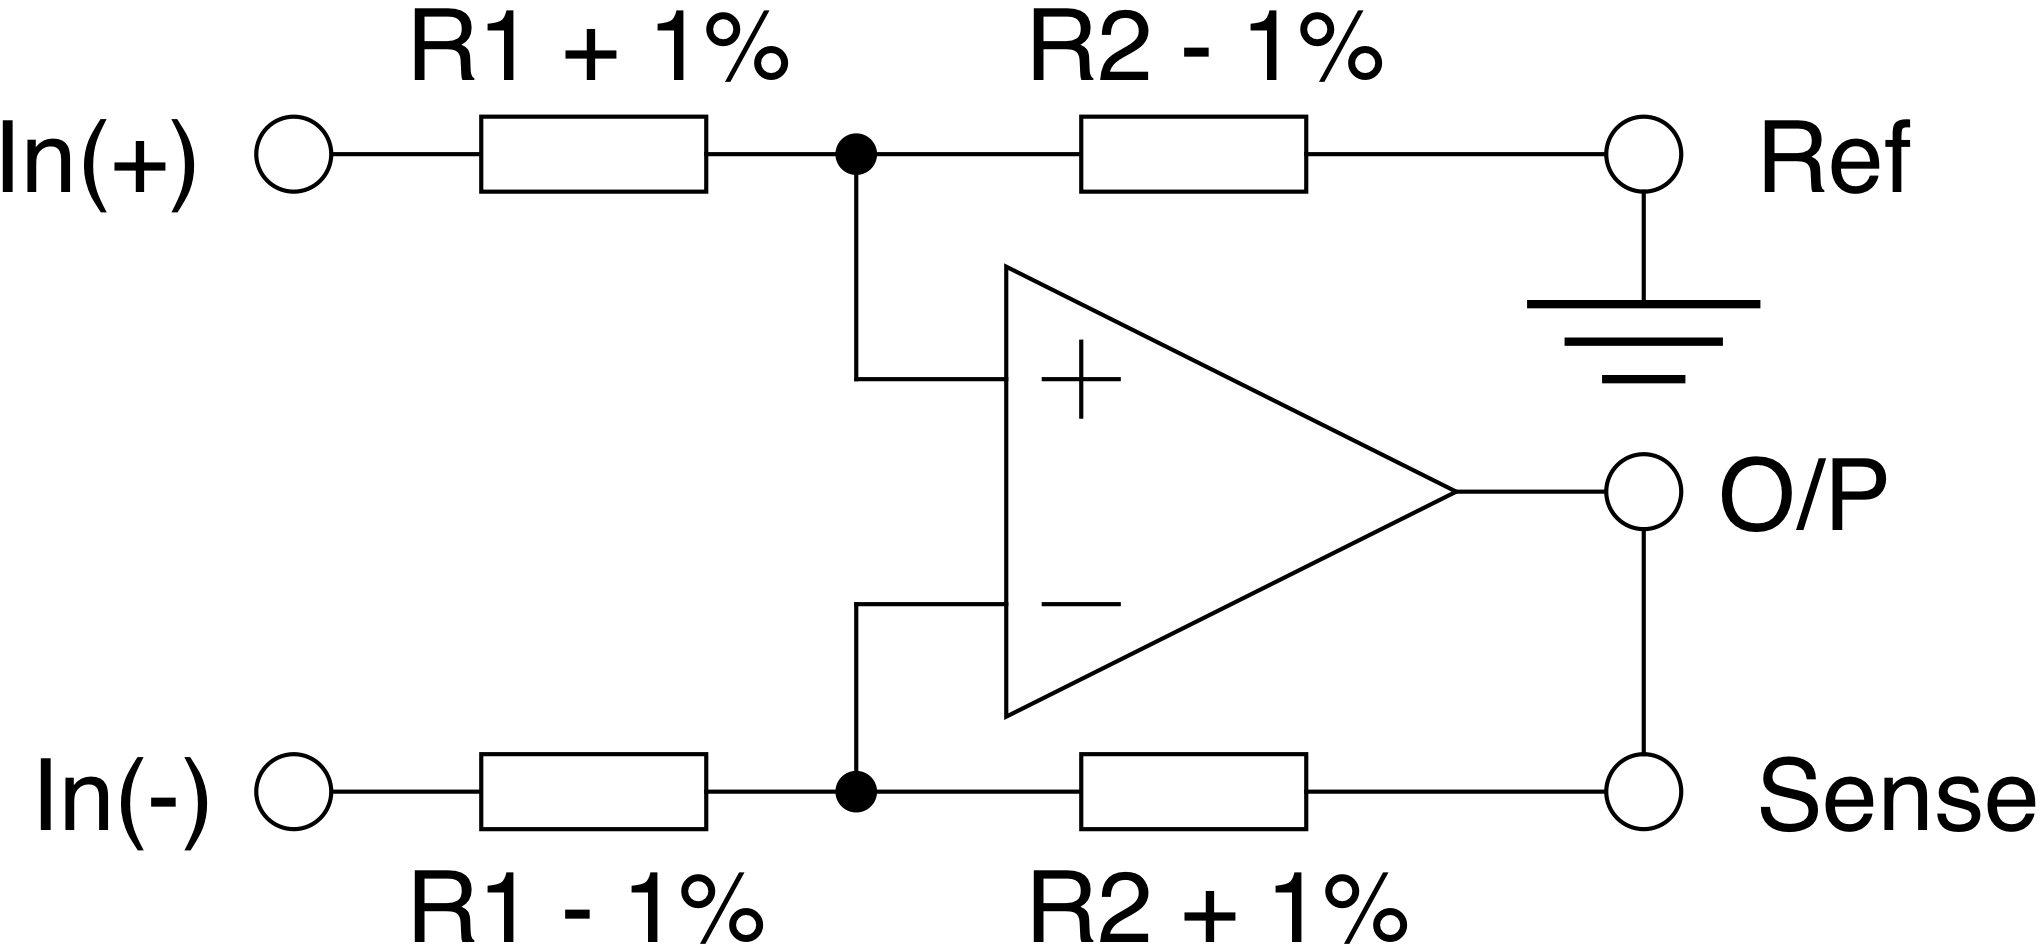 R1 + 1%
R2 - 1%
In(+)
Ref
+
O/P
−
In(-)
Sense
R1 - 1%
R2 + 1%